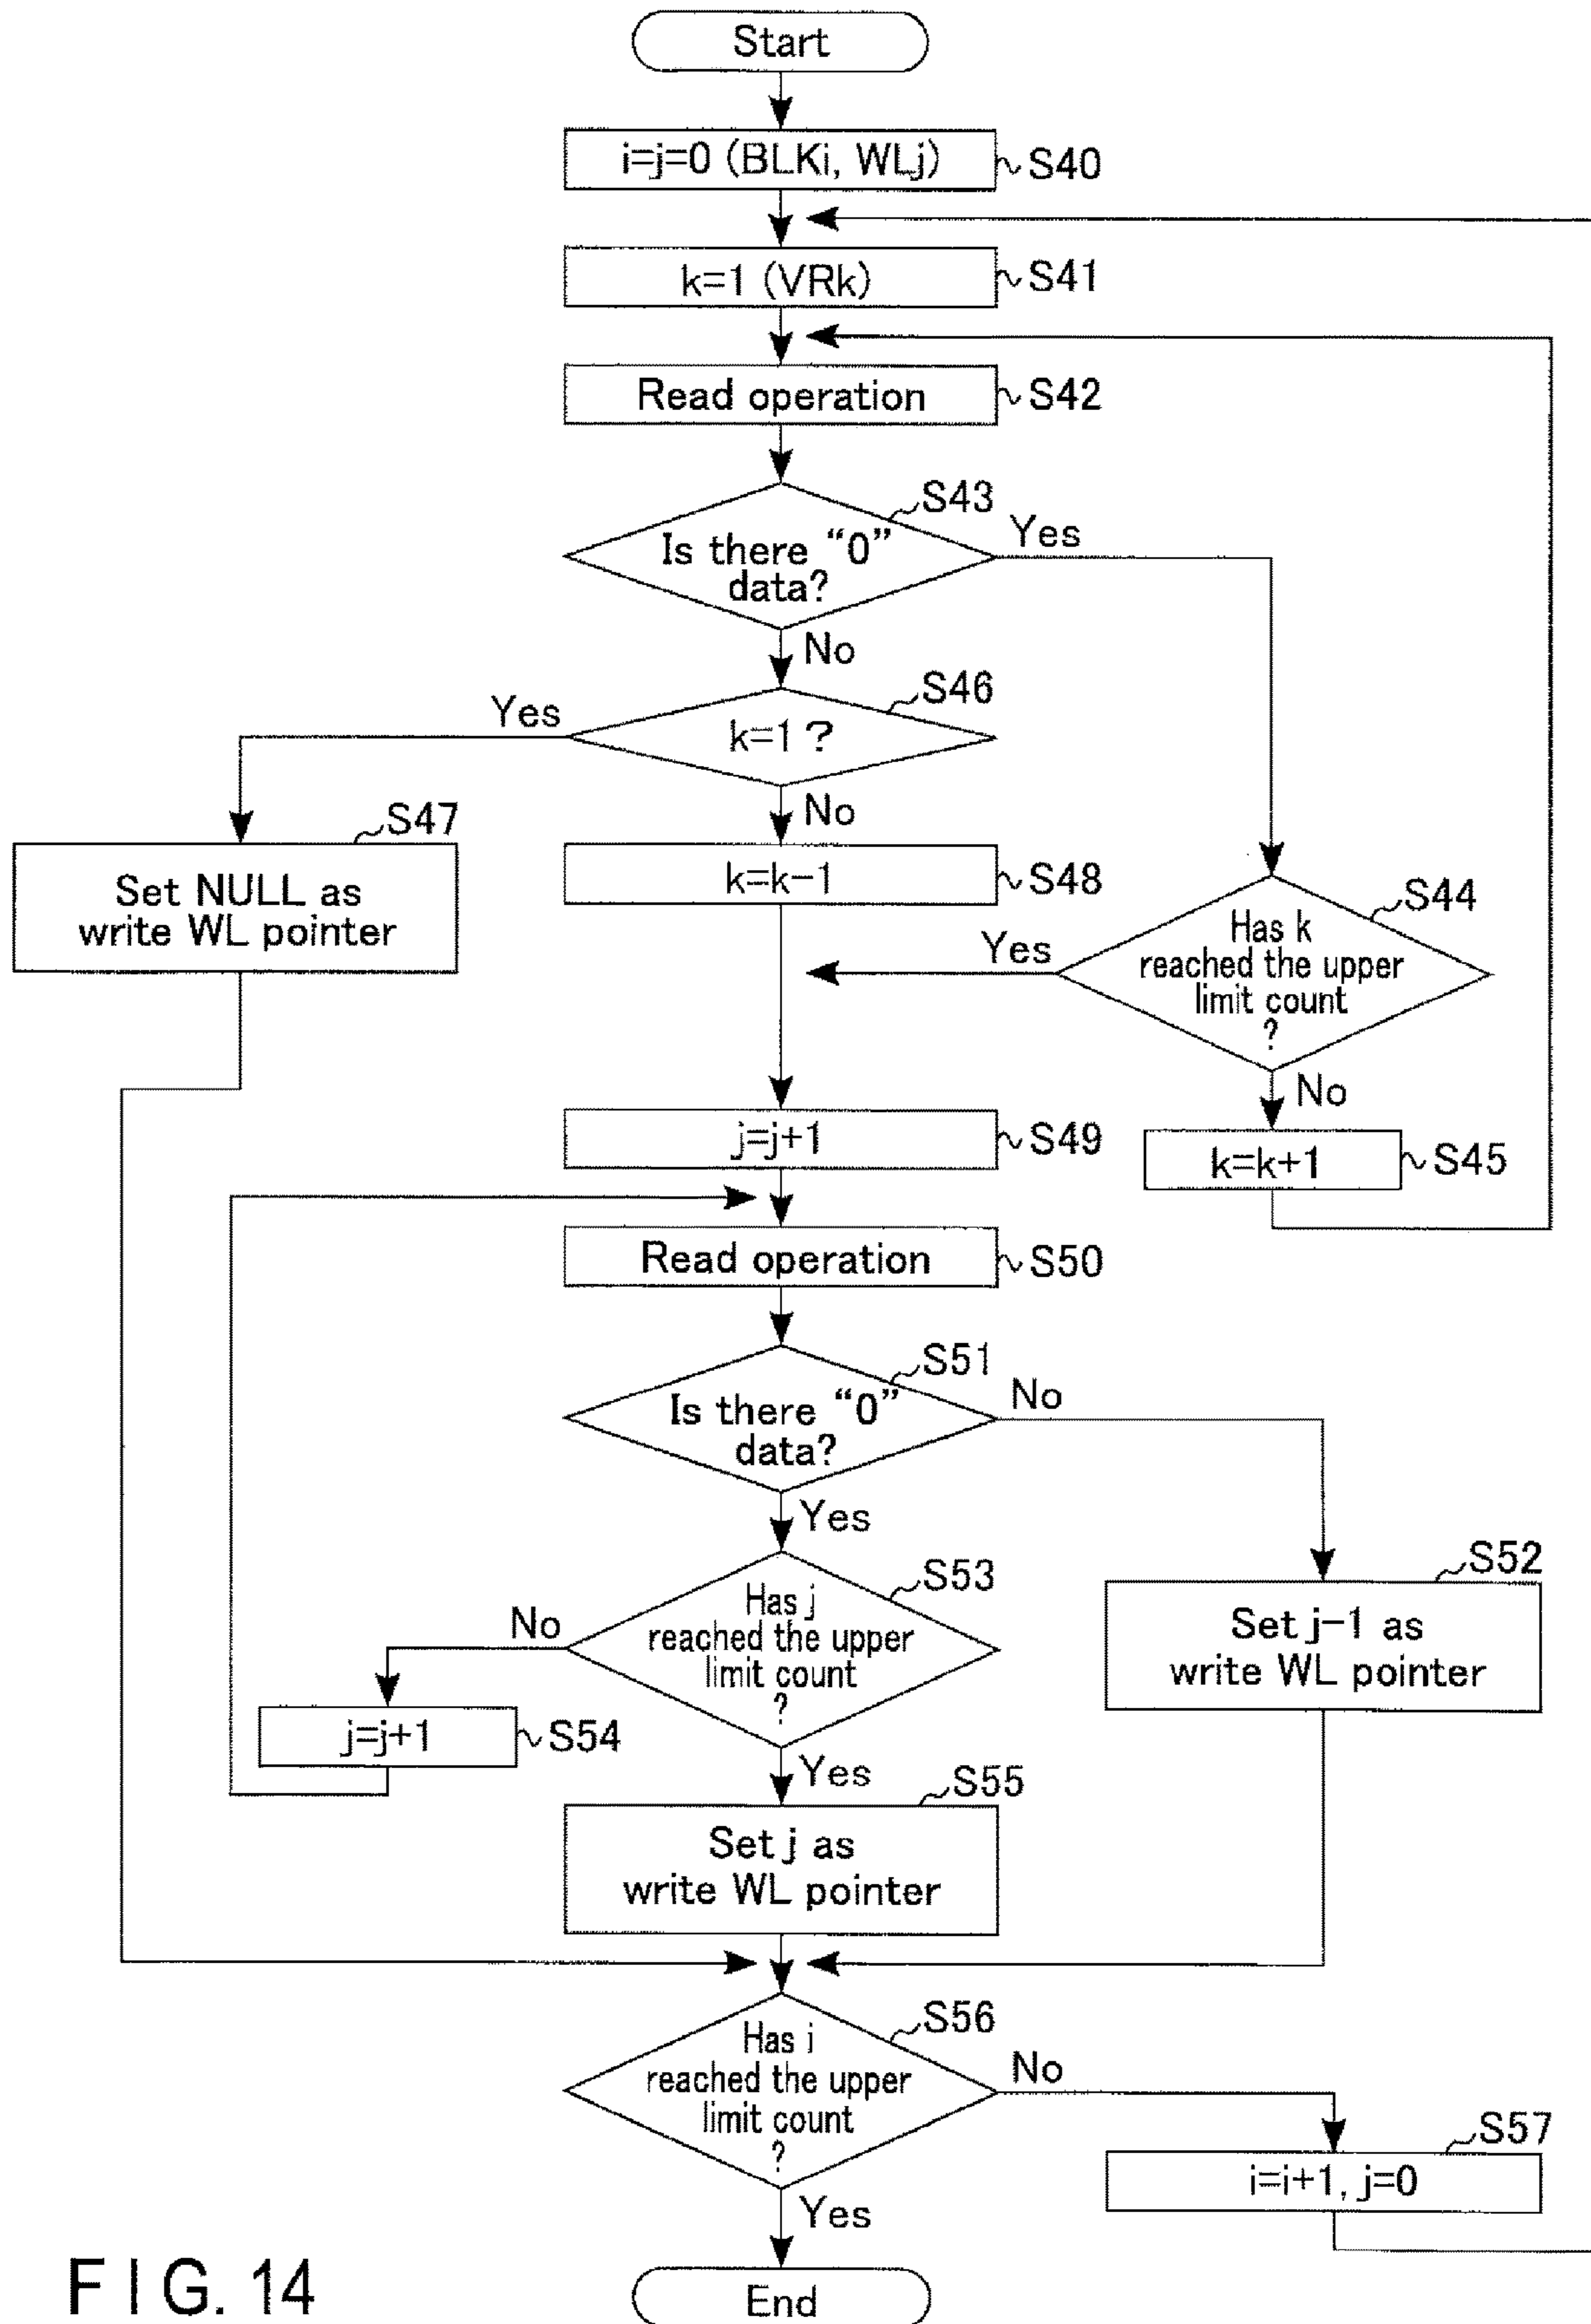 Start
i=j=0 (BLKi, WLj)
S40
k=1 (VRk)
S41
Read operation
S42
S43
Is there “0”
data?
Yes
No
S46
k=1 ?
Yes
No
S47
Set NULL as
write WL pointer
k=k-1
S48
S44
Has k
reached the upper
limit count
?
Yes
No
j=j+1
S49
k=k+1
S45
Read operation
S50
S51
Is there “0”
data?
No
Yes
S53
Has j
reached the upper
limit count
?
No
S52
Set j-1 as
write WL pointer
j=j+1
S54
Yes
S55
Set j as
write WL pointer
S56
Has i
reached the upper
limit count
?
No
S57
i=i+1, j=0
Yes
End
FIG. 14